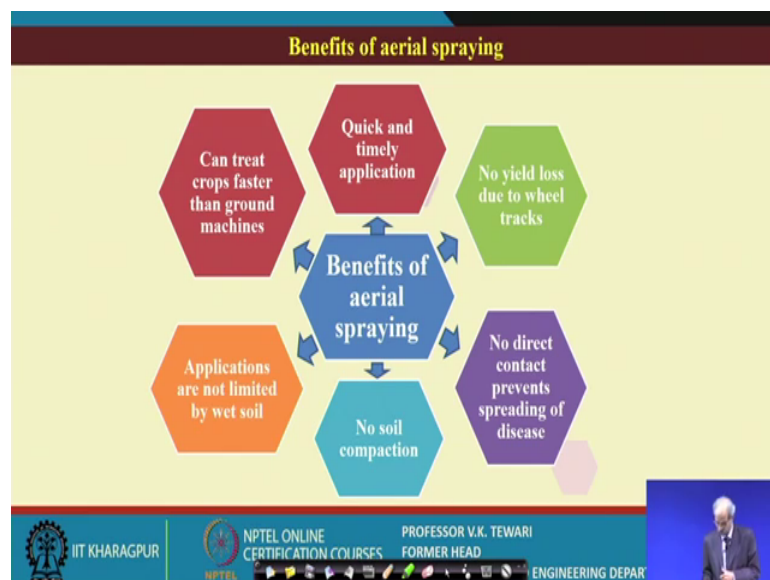 Benefits of aerial spraying
Quick and
timely
application
Can treat
crops faster
than ground
machines
No yield loss
due to wheel
tracks
Benefits of
aerial
spraying
No direct
contact
prevents
spreading of
disease
Applications
are not limited
by wet soil
No soil
compaction
IIT KHARAGPUR
NPTEL ONLINE
CERTIFICATION COURSES
NPTEL
PROFESSOR V.K. TEWARI
FORMER HEAD
ENGINEERING DEPART